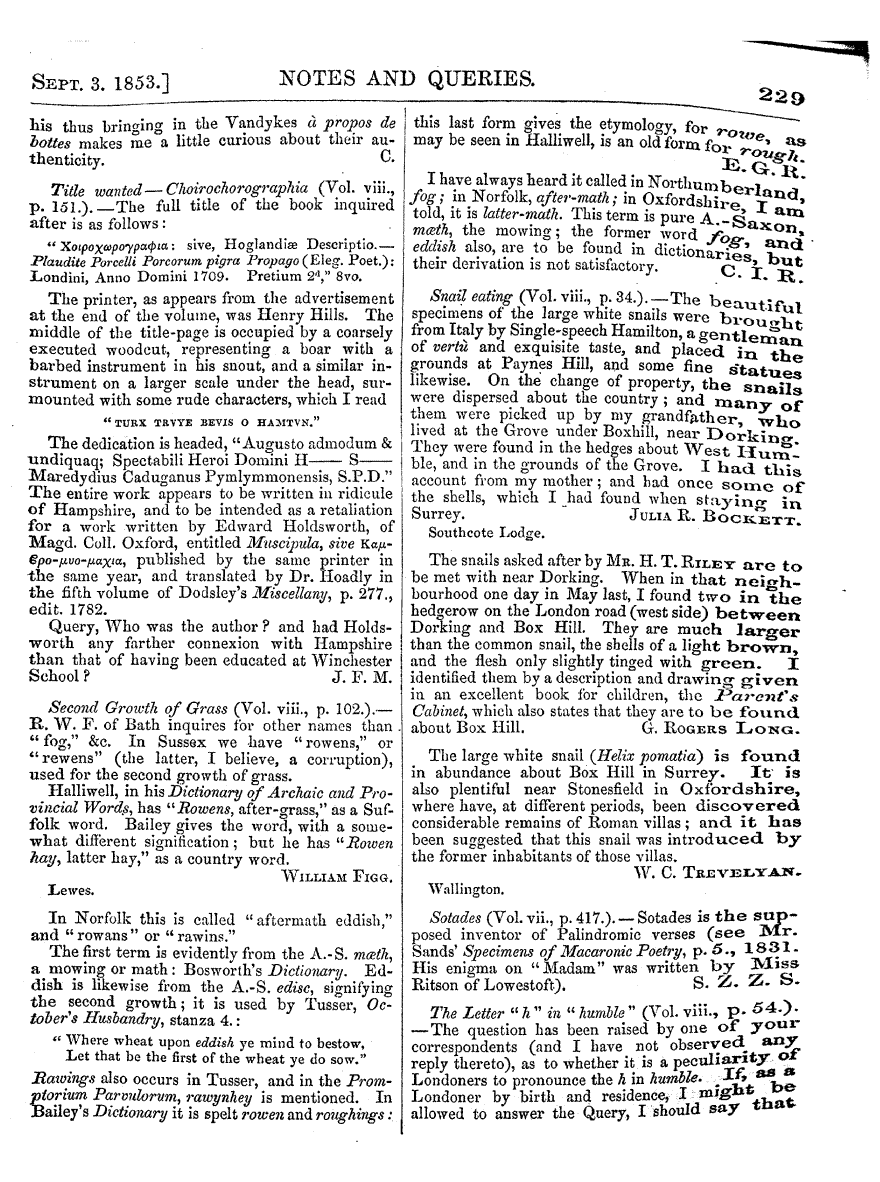 SEPT. 3. 1853.] NOTES AND QUERIES. 229
his thus bringing in the Vandykes à propos de
bottes makes me a little curious about their au-
thenticity. C.
Title wanted — Choirochorographia (Vol. viii.,
p. 151.). — The full title of the book inquired
after is as follows:
“Χοιροχωρογραφια: sive, Hoglandiæ Descriptio.—
Plaudite Porcelli Porcorum pigra Propago (Eleg. Poet.):
Londini, Anno Domini 1709. Pretium 2d,” 8vo.
The printer, as appears from the advertisement
at the end of the volume, was Henry Hills. The
middle of the title-page is occupied by a coarsely
executed woodcut, representing a boar with a
barbed instrument in his snout, and a similar in-
strument on a larger scale under the head, sur-
mounted with some rude characters, which I read
“TURX TRVYE BEVIS O HAMTVN.”
The dedication is headed, “Augusto admodum &
undiquaq; Spectabili Heroi Domini H—— S——
Maredydius Caduganus Pymlymmonensis, S.P.D.”
The entire work appears to be written in ridicule
of Hampshire, and to be intended as a retaliation
for a work written by Edward Holdsworth, of
Magd. Coll. Oxford, entitled Muscipula, sive Καμ-
ϐρο-μυο-μαχια, published by the same printer in
the same year, and translated by Dr. Hoadly in
the fifth volume of Dodsley's Miscellany, p. 277.,
edit. 1782.
Query, Who was the author? and had Holds-
worth any farther connexion with Hampshire
than that of having been educated at Winchester
School? J. F. M.
Second Growth of Grass (Vol. viii., p. 102.).—
R. W. F. of Bath inquires for other names than
“fog,” &c. In Sussex we have “rowens,” or
“rewens” (the latter, I believe, a corruption),
used for the second growth of grass.
Halliwell, in his Dictionary of Archaic and Pro-
vincial Words, has “Rowens, after-grass,” as a Suf-
folk word. Bailey gives the word, with a some-
what different signification; but he has “Rowen
hay, latter hay,” as a country word.
WILLIAM FIGG.
Lewes.
In Norfolk this is called “aftermath eddish,”
and “rowans” or “rawins.”
The first term is evidently from the A.-S. mæth,
a mowing or math: Bosworth's Dictionary. Ed-
dish is likewise from the A.-S. edisc, signifying
the second growth; it is used by Tusser, Oc-
tober's Husbandry, stanza 4.:
“Where wheat upon eddish ye mind to bestow,
Let that be the first of the wheat ye do sow.”
Rawings also occurs in Tusser, and in the Prom-
ptorium Parvulorum, rawynhey is mentioned. In
Bailey's Dictionary it is spelt rowen and roughings:
this last form gives the etymology, for rowe, as
may be seen in Halliwell, is an old form for rough.
E. G. R.
I have always heard it called in Northumberland,
fog; in Norfolk, after-math; in Oxfordshire, I am
told, it is latter-math. This term is pure A.-Saxon,
mæth, the mowing; the former word fog, and
eddish also, are to be found in dictionaries, but
their derivation is not satisfactory. C. I. R.
Snail eating (Vol. viii., p. 34.).—The beautiful
specimens of the large white snails were brought
from Italy by Single-speech Hamilton, a gentleman
of vertù and exquisite taste, and placed in the
grounds at Paynes Hill, and some fine statues
likewise. On the change of property, the snails
were dispersed about the country; and many of
them were picked up by my grandfather, who
lived at the Grove under Boxhill, near Dorking.
They were found in the hedges about West Hum-
ble, and in the grounds of the Grove. I had this
account from my mother; and had once some of
the shells, which I had found when staying in
Surrey. JULIA R. BOCKETT.
Southcote Lodge.
The snails asked after by MR. H. T. RILEY are to
be met with near Dorking. When in that neigh-
bourhood one day in May last, I found two in the
hedgerow on the London road (west side) between
Dorking and Box Hill. They are much larger
than the common snail, the shells of a light brown,
and the flesh only slightly tinged with green. I
identified them by a description and drawing given
in an excellent book for children, the Parent's
Cabinet, which also states that they are to be found
about Box Hill. G. ROGERS LONG.
The large white snail (Helix pomatia) is found
in abundance about Box Hill in Surrey. It is
also plentiful near Stonesfield in Oxfordshire,
where have, at different periods, been discovered
considerable remains of Roman villas; and it has
been suggested that this snail was introduced by
the former inhabitants of those villas.
W. C. TREVELYAN.
Wallington.
Sotades (Vol. vii., p. 417.). — Sotades is the sup-
posed inventor of Palindromic verses (see Mr.
Sands' Specimens of Macaronic Poetry, p. 5., 1831.
His enigma on “Madam” was written by Miss
Ritson of Lowestoft). S. Z. Z. S.
The Letter “h” in “humble” (Vol. viii., p. 54.).
—The question has been raised by one of your
correspondents (and I have not observed any
reply thereto), as to whether it is a peculiarity of
Londoners to pronounce the h in humble. If, as a
Londoner by birth and residence, I might be
allowed to answer the Query, I should say that